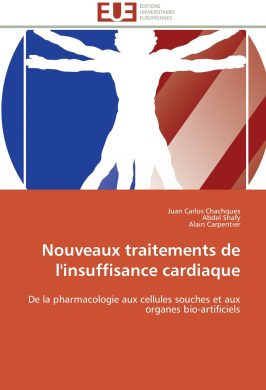 EUE
ÉDITIONS
UNIVERSITAIRES
EUROPÉENNES
Juan Carlos Chachques
Abdel Shafy
Alain Carpentier
Nouveaux traitements de
l'insuffisance cardiaque
De la pharmacologie aux cellules souches et aux
organes bio-artificiels